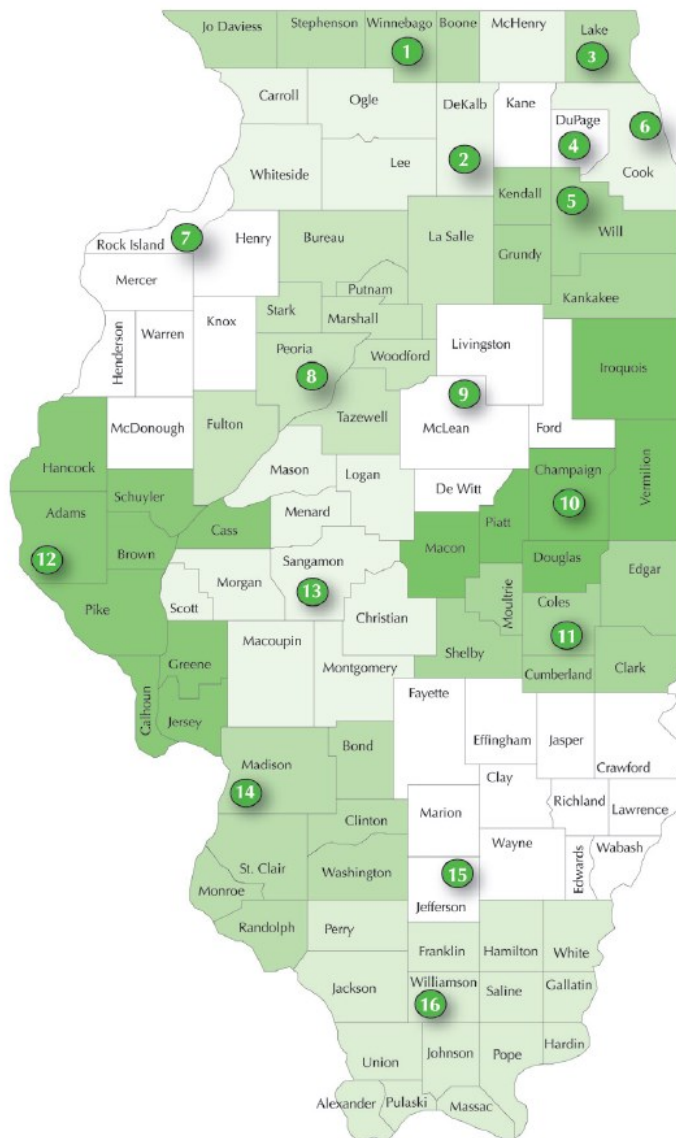 Jo Daviess
Stephenson
Winnebago
Boone
McHenry
Lake
1
3
Carroll
Ogle
DeKalb
Kane
DuPage
6
4
2
Cook
Whiteside
Lee
Kendall
5
Rock Island
7
Henry
Bureau
La Salle
Will
Grundy
Mercer
Putnam
Kankakee
Stark
Marshall
Henderson
Warren
Knox
Peoria
Woodford
Livingston
8
9
Iroquois
McDonough
Fulton
Tazewell
McLean
Ford
Hancock
Mason
Logan
Champaign
Vermilion
Schuyler
De Witt
Adams
Menard
10
Piatt
Cass
Brown
12
Sangamon
Macon
Douglas
Edgar
Morgan
13
Moultrie
Coles
Pike
Scott
Christian
11
Macoupin
Greene
Montgomery
Shelby
Cumberland
Clark
Calhoun
Jersey
Fayette
Effingham
Jasper
Crawford
Madison
Bond
Clay
14
Richland
Lawrence
Marion
Clinton
Wayne
Edwards
Wabash
St. Clair
Washington
15
Monroe
Jefferson
Randolph
Perry
Franklin
Hamilton
White
Jackson
Williamson
Saline
Gallatin
16
Hardin
Union
Johnson
Pope
Alexander
Pulaski
Massac